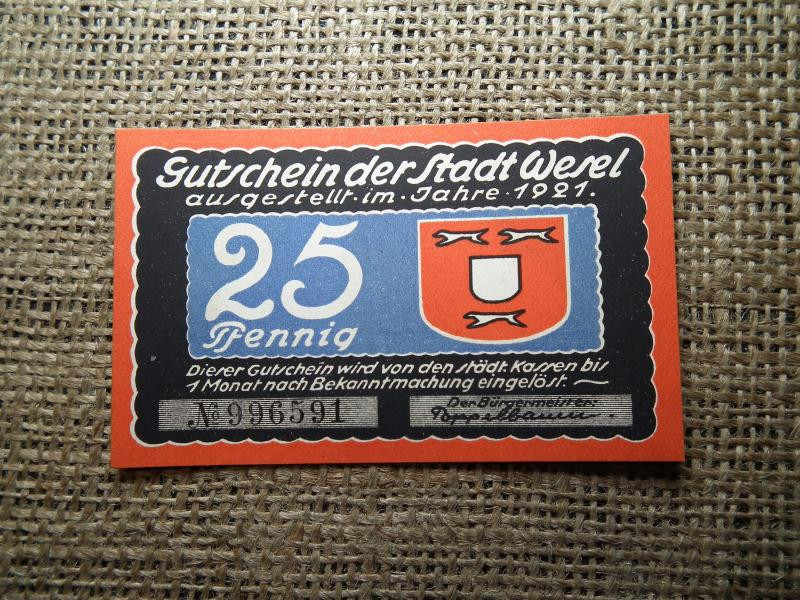 Gutschein der Stadt Wesel
ausgestellt · im · Jahre · 1921.
25
Pfennig
Dieser Gutschein wird von den städt. Kassen bis
1 Monat nach Bekanntmachung eingelöst.
№ 996591
Der Bürgermeister:
Poppelbaum.